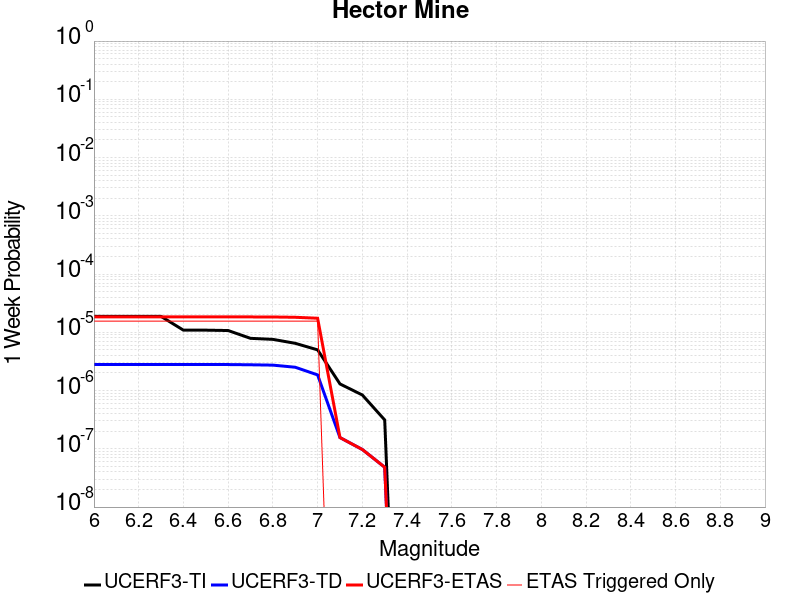 Hector Mine
10^0
10^-1
10^-2
10^-3
10^-4
10^-5
10^-6
10^-7
10^-8
1 Week Probability
6 6.2 6.4 6.6 6.8 7 7.2 7.4 7.6 7.8 8 8.2 8.4 8.6 8.8 9
Magnitude
UCERF3-TI UCERF3-TD UCERF3-ETAS ETAS Triggered Only